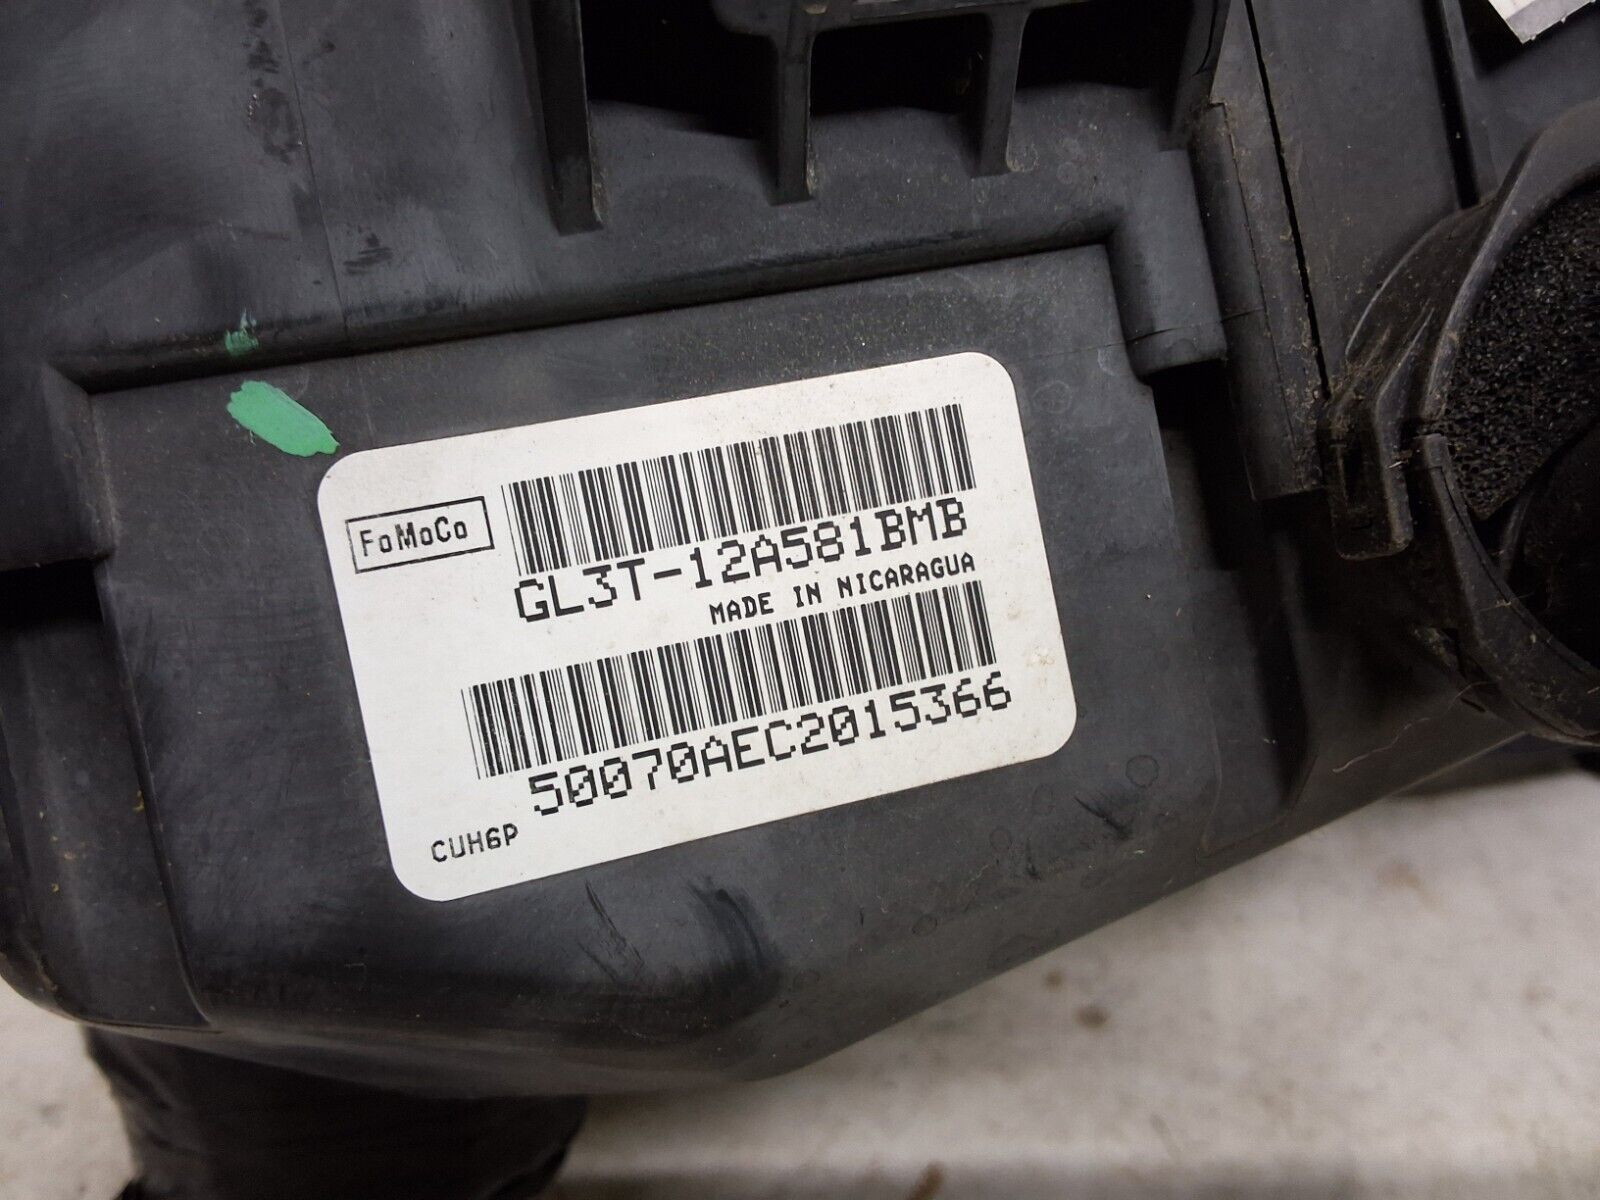 FoMoCo
GL3T-12A581BMB
MADE IN NICARAGUA
50070AEC2015366
CUH6P